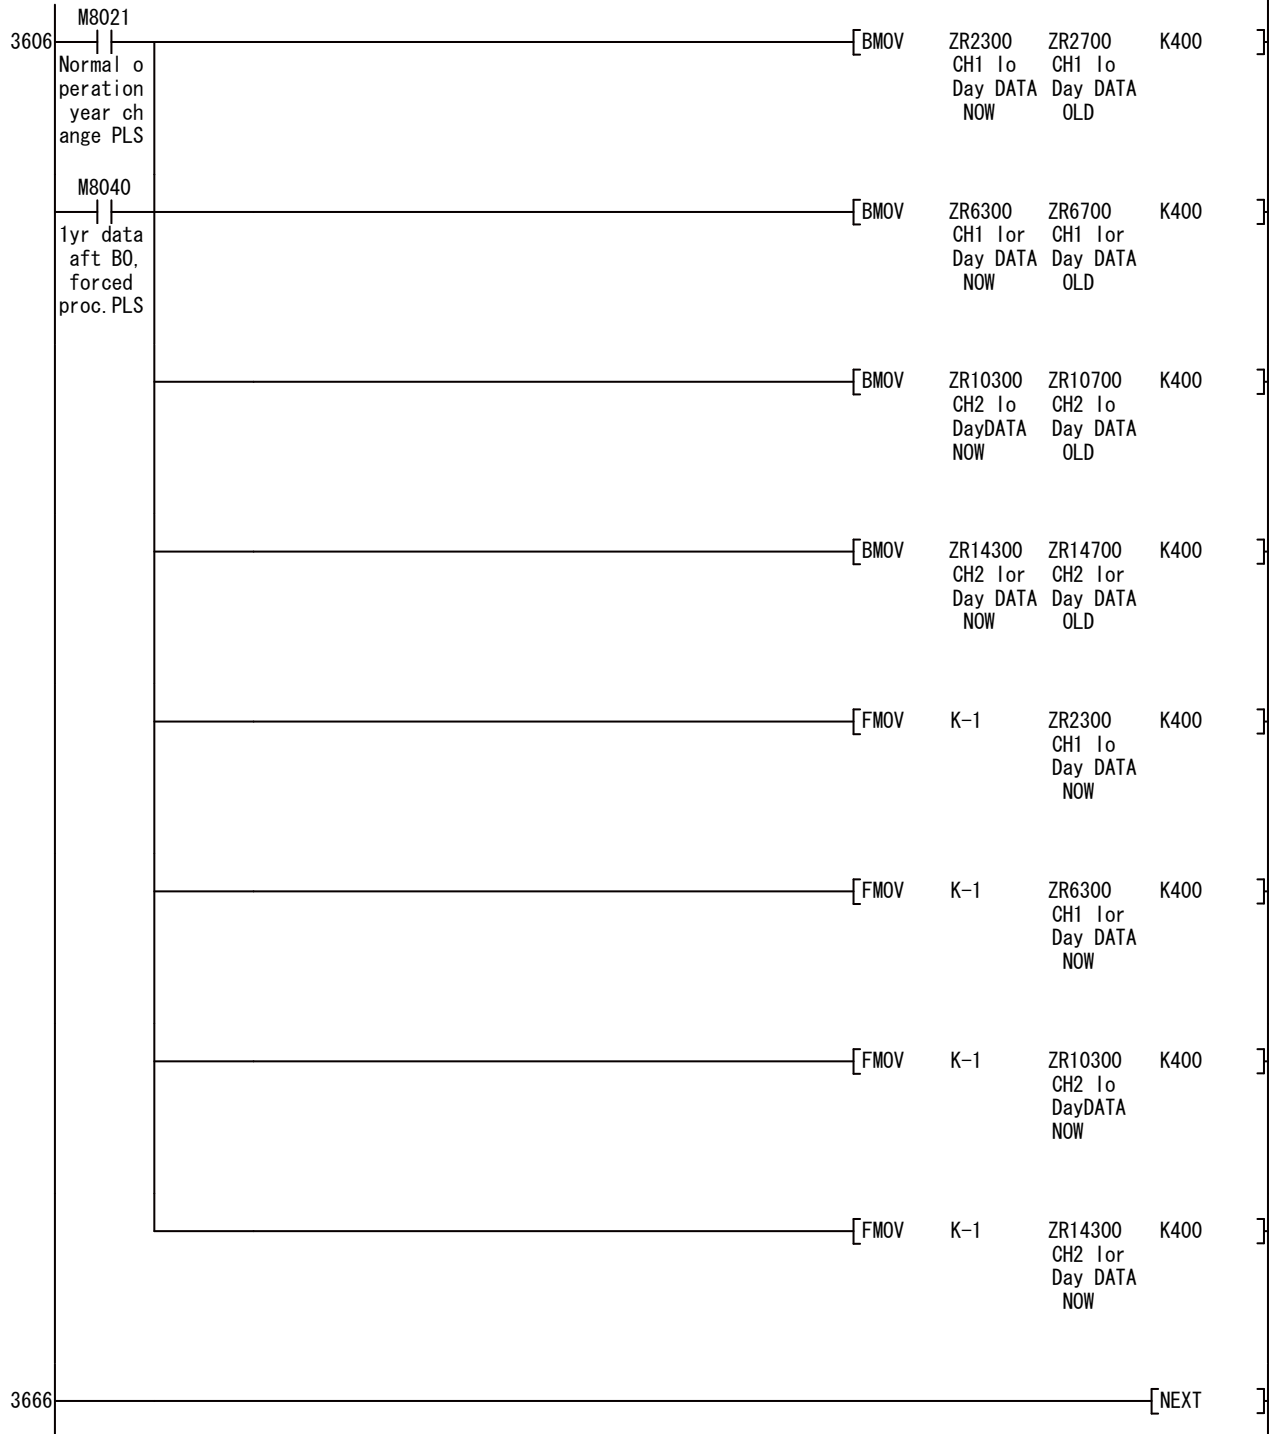 M8021
3606 BMOV ZR2300 ZR2700 K400
Normal o CH1 Io CH1 Io
peration Day DATA Day DATA
year ch NOW OLD
ange PLS
M8040
BMOV ZR6300 ZR6700 K400
1yr data CH1 Ior CH1 Ior
aft BO, Day DATA Day DATA
forced NOW OLD
proc.PLS
BMOV ZR10300 ZR10700 K400
CH2 Io CH2 Io
DayDATA Day DATA
NOW OLD
BMOV ZR14300 ZR14700 K400
CH2 Ior CH2 Ior
Day DATA Day DATA
NOW OLD
FMOV K-1 ZR2300 K400
CH1 Io
Day DATA
NOW
FMOV K-1 ZR6300 K400
CH1 Ior
Day DATA
NOW
FMOV K-1 ZR10300 K400
CH2 Io
DayDATA
NOW
FMOV K-1 ZR14300 K400
CH2 Ior
Day DATA
NOW
3666 NEXT